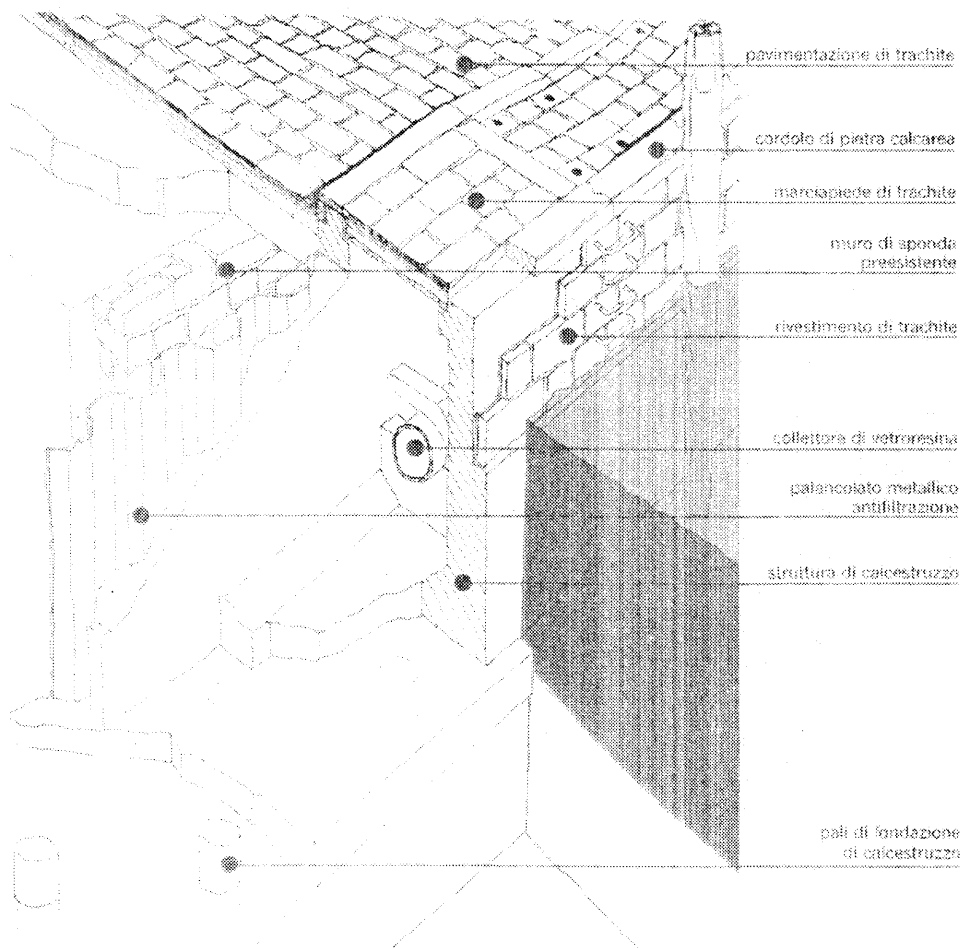 pavimentazione di trachite
cordolo di pietra calcarea
marciapiede di trachite
muro di sponda
preesistente
rivestimento di trachite
collettore di vetroresina
palancolato metallico
antifiltrazione
struttura di calcestruzzo
pali di fondazione
di calcestruzzo